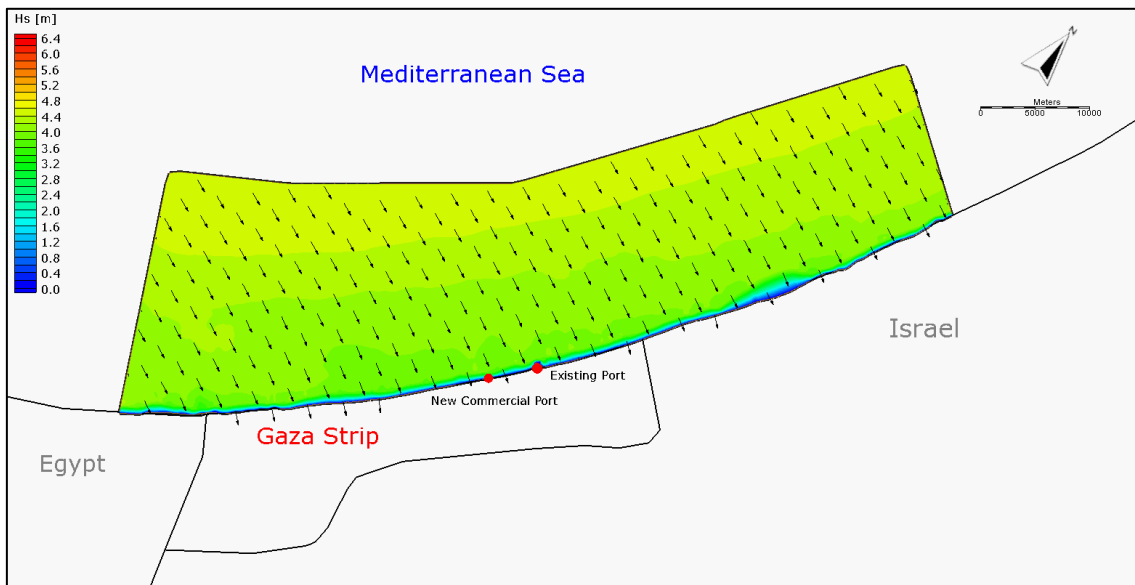 Hs [m]
6.4
6.0
5.6
5.2
4.8
4.4
4.0
3.6
3.2
2.8
2.4
2.0
1.6
1.2
0.8
0.4
0.0
Mediterranean Sea
N
Meters
0 5000 10000
Israel
Existing Port
New Commercial Port
Gaza Strip
Egypt